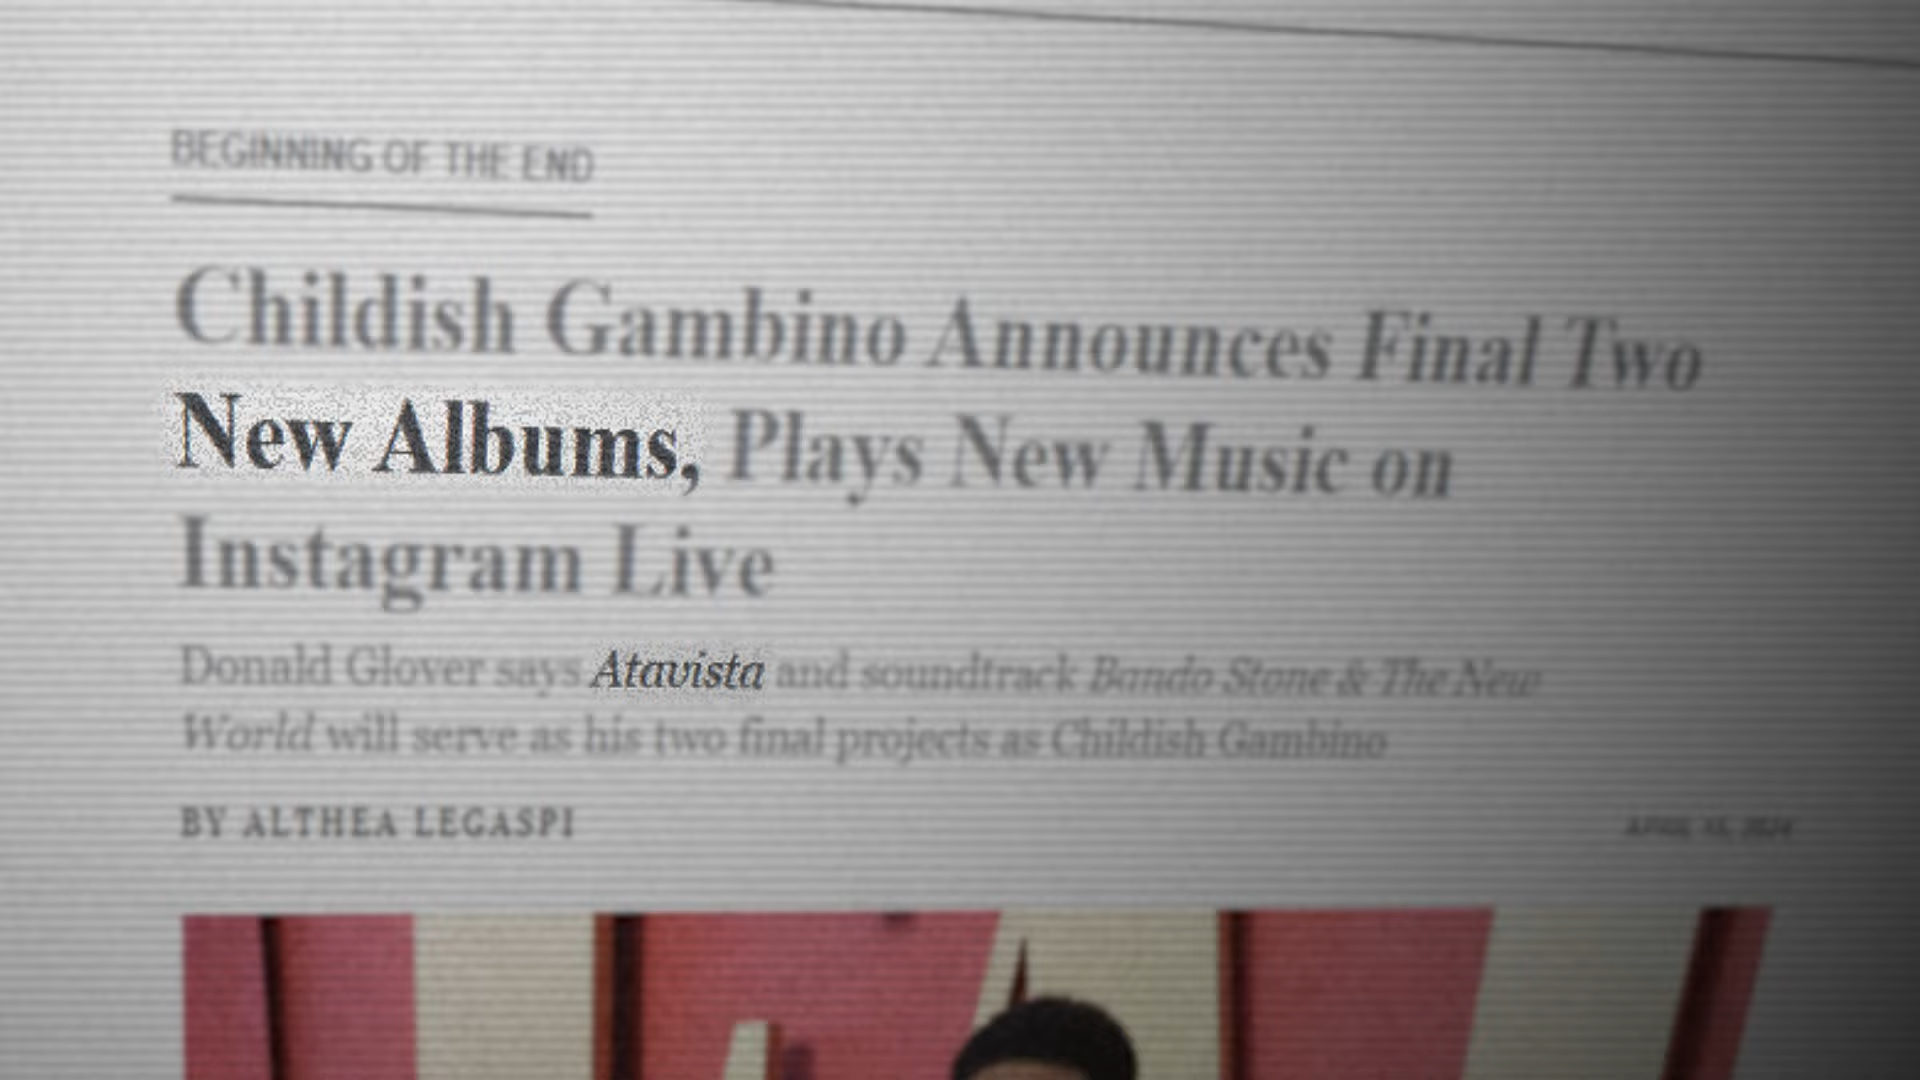 BEGINNING OF THE END
Childish Gambino Announces Final Two
New Albums, Plays New Music on
Instagram Live
Donald Glover says Atavista and soundtrack Bando Stone & The New
World will serve as his two final projects as Childish Gambino
BY ALTHEA LEGASPI
APRIL 2024